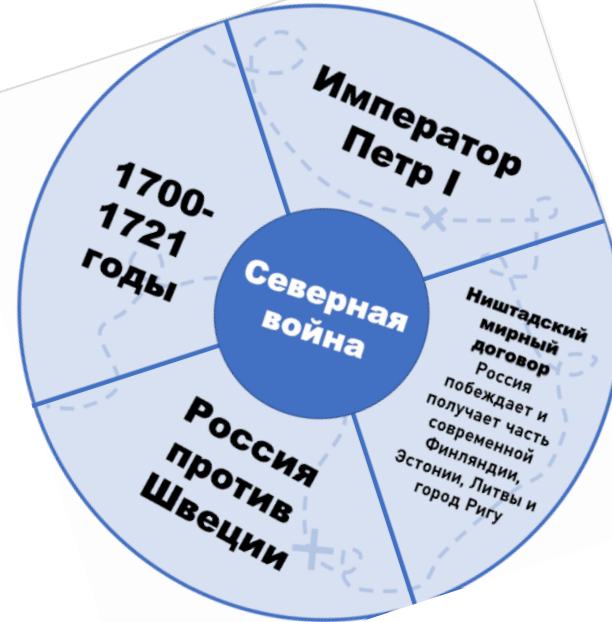 Император
Петр I
1700-
1721
годы
Северная
война
Ништадский
мирный
договор
Россия
побеждает и
получает часть
современной
Финляндии,
Эстонии, Литвы и
город Ригу
Россия
против
Швеции